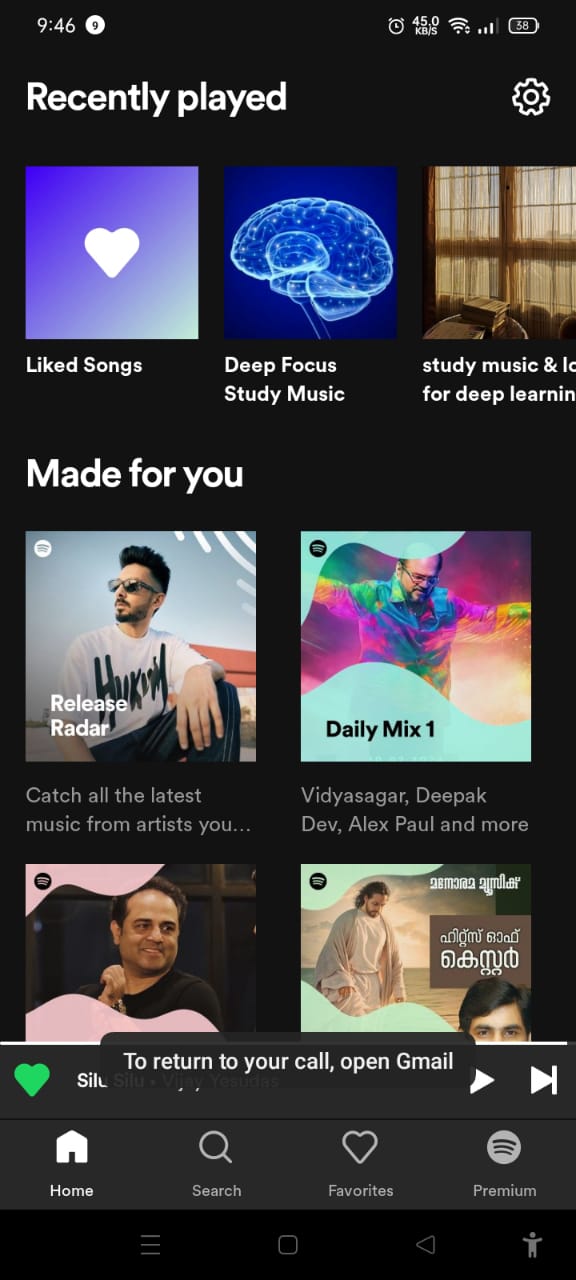 9:46 9 45.0 KB/S 38
Recently played
Liked Songs
Deep Focus
Study Music
study music & lo
for deep learnin
Made for you
HUKUM
Release
Radar
Daily Mix 1
Catch all the latest
music from artists you...
Vidyasagar, Deepak
Dev, Alex Paul and more
മനോരമ മ്യൂസിക്
ഹിറ്റ്സ് ഓഫ്
കെസ്റ്റർ
To return to your call, open Gmail
Silu Silu • Vijay Yesudas
Home Search Favorites Premium